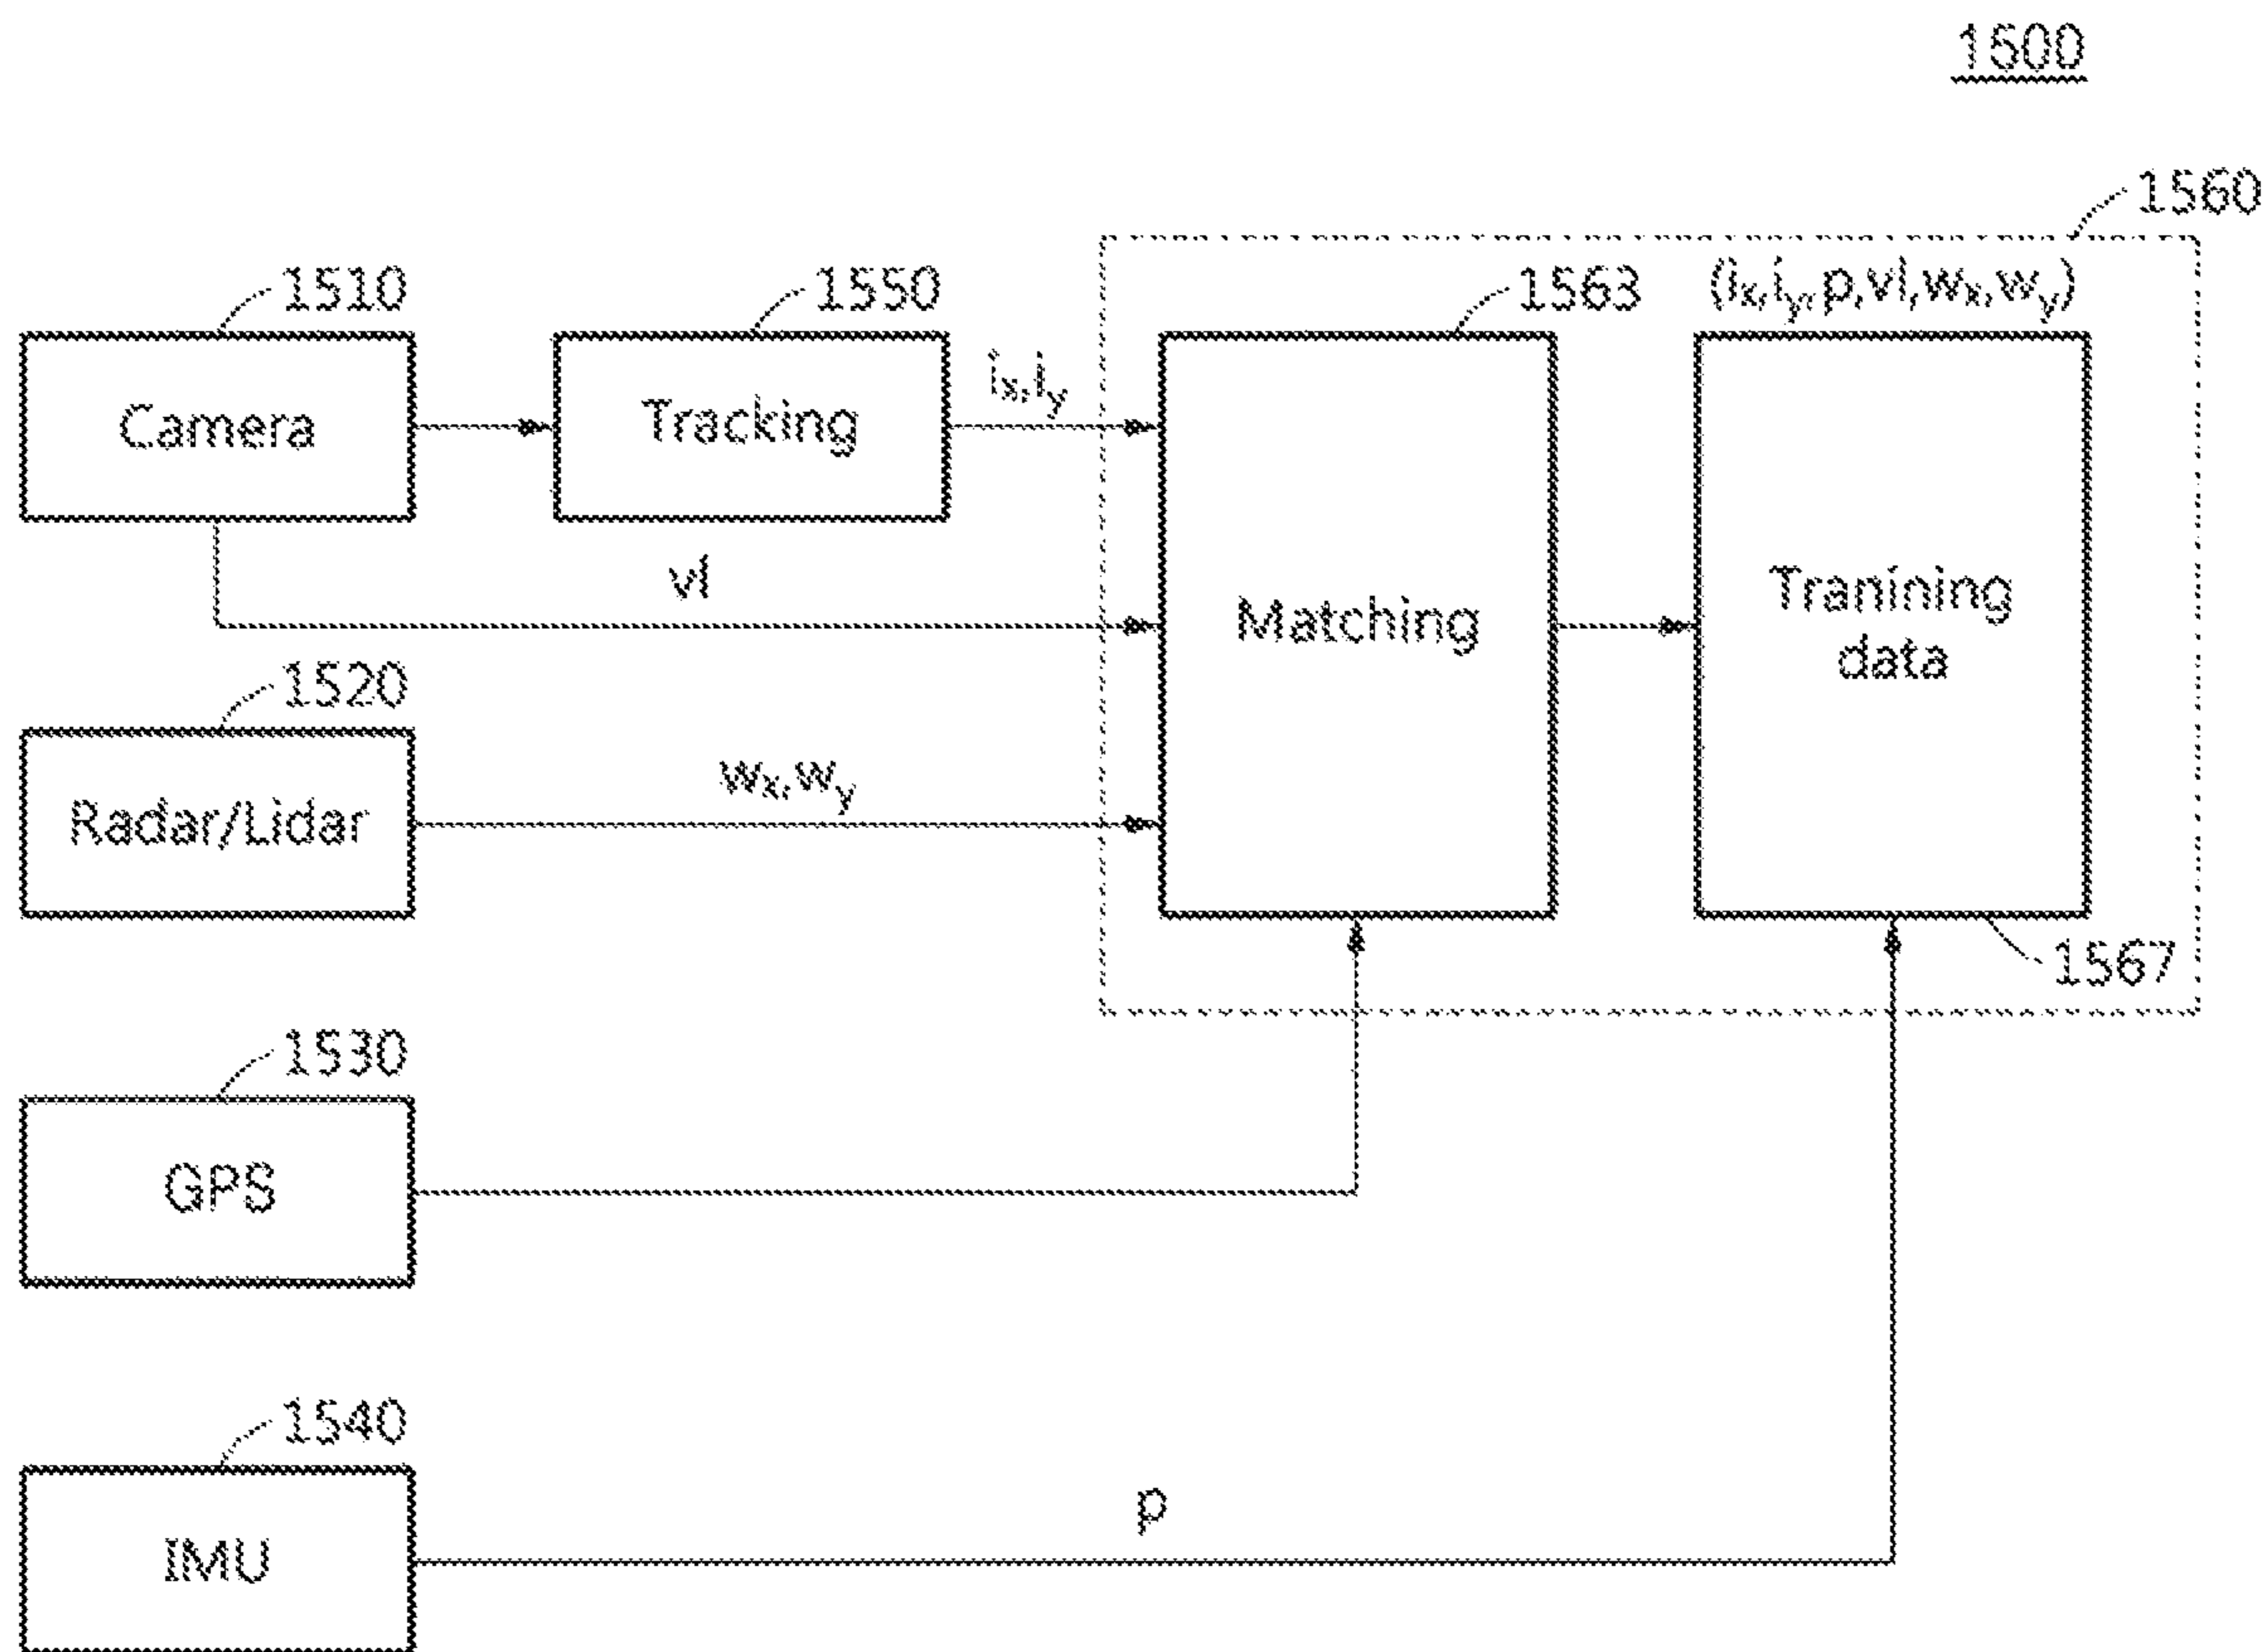 1500
1560
1510
1550
1563
(ix,iy,p,vl,wx,wy)
Camera
Tracking
ix,iy
Matching
Tranining
data
vl
1520
wx,wy
Radar/Lidar
1567
1530
GPS
1540
p
IMU